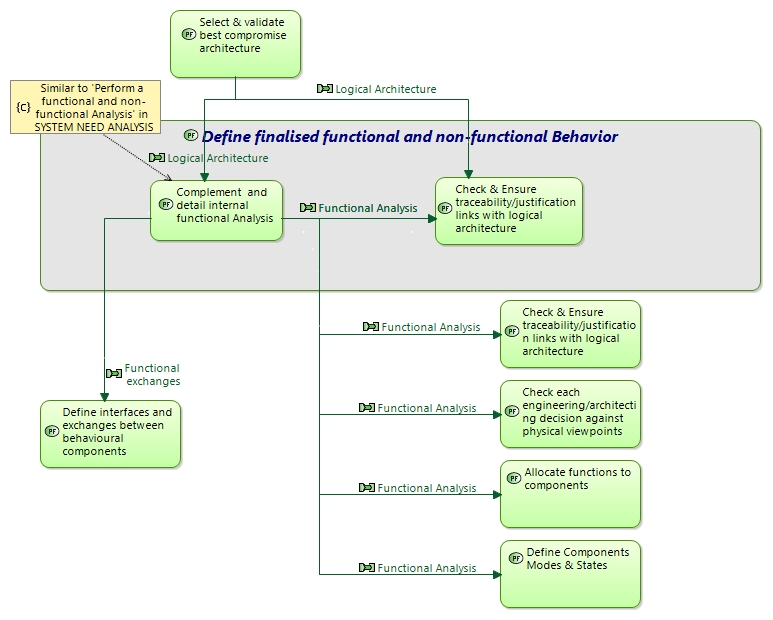 Select & validate
PF
best compromise
architecture
Logical Architecture
Similar to 'Perform a
{c}
functional and non-
functional Analysis' in
SYSTEM NEED ANALYSIS
PF
Define finalised functional and non-functional Behavior
Logical Architecture
Complement and
PF
detail internal
functional Analysis
Functional Analysis
Check & Ensure
PF
traceability/justification
links with logical
architecture
Functional Analysis
Check & Ensure
PF
traceability/justificatio
n links with logical
architecture
Functional
exchanges
Define interfaces and
PF
exchanges between
behavioural
components
Functional Analysis
Check each
PF
engineering/architecti
ng decision against
physical viewpoints
Functional Analysis
PF
Allocate functions to
components
Functional Analysis
PF
Define Components
Modes & States